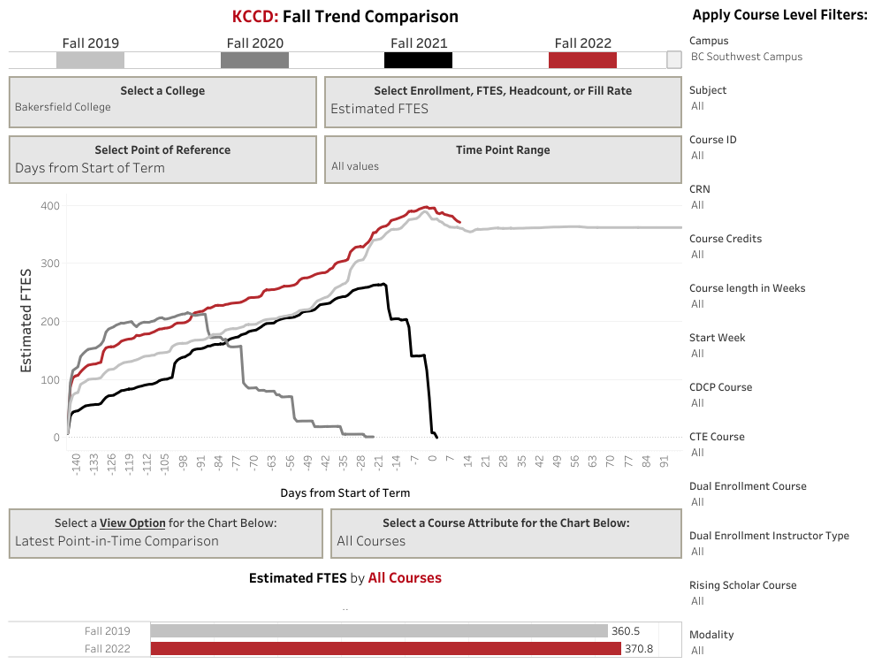 KCCD: Fall Trend Comparison
Fall 2019 Fall 2020 Fall 2021 Fall 2022
Select a College
Bakersfield College
Select Enrollment, FTES, Headcount, or Fill Rate
Estimated FTES
Select Point of Reference
Days from Start of Term
Time Point Range
All values
400
300
200
100
0
Estimated FTES
-140 -133 -126 -119 -112 -105 -98 -91 -84 -77 -70 -63 -56 -49 -42 -35 -28 -21 -14 -7 0 7 14 21 28 35 42 49 56 63 70 77 84 91
Days from Start of Term
Select a View Option for the Chart Below:
Latest Point-in-Time Comparison
Select a Course Attribute for the Chart Below:
All Courses
Estimated FTES by All Courses
..
Fall 2019 360.5
Fall 2022 370.8
Apply Course Level Filters:
Campus
BC Southwest Campus
Subject
All
Course ID
All
CRN
All
Course Credits
All
Course length in Weeks
All
Start Week
All
CDCP Course
All
CTE Course
All
Dual Enrollment Course
All
Dual Enrollment Instructor Type
All
Rising Scholar Course
All
Modality
All